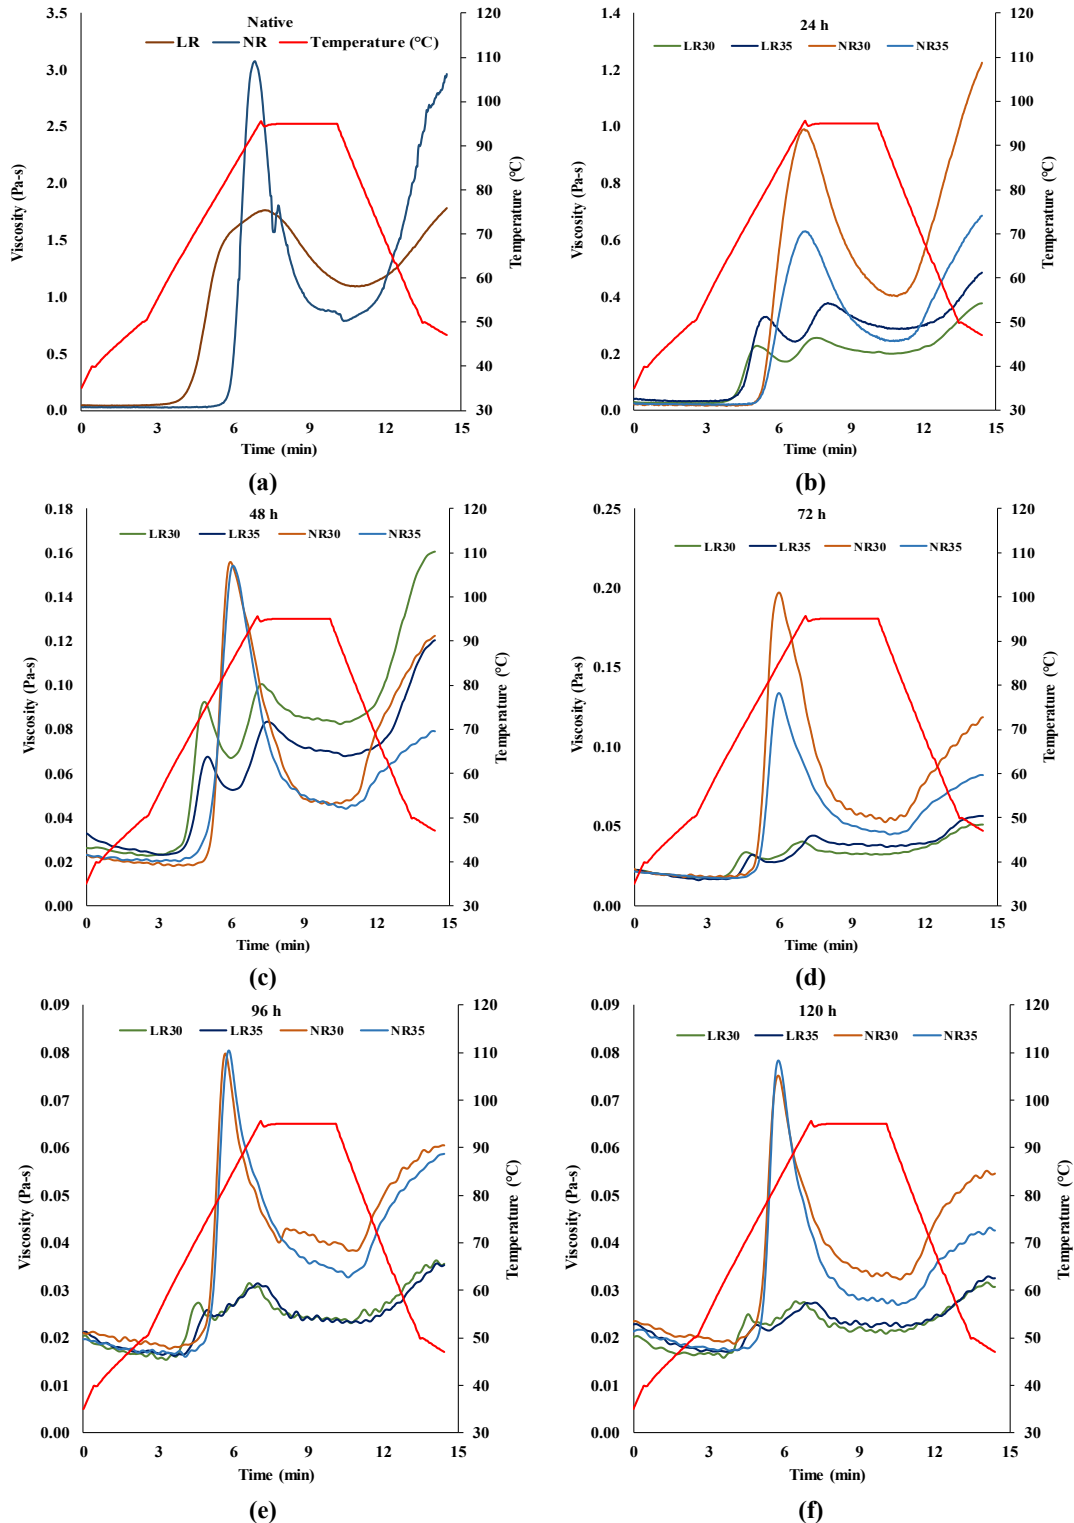 Native
LR NR Temperature (°C)
3.5
3.0
2.5
2.0
1.5
1.0
0.5
0.0
Viscosity (Pa-s)
120
110
100
90
80
70
60
50
40
30
Temperature (°C)
0 3 6 9 12 15
Time (min)
(a)
24 h
LR30 LR35 NR30 NR35
1.4
1.2
1.0
0.8
0.6
0.4
0.2
0.0
Viscosity (Pa-s)
120
110
100
90
80
70
60
50
40
30
Temperature (°C)
0 3 6 9 12 15
Time (min)
(b)
48 h
LR30 LR35 NR30 NR35
0.18
0.16
0.14
0.12
0.10
0.08
0.06
0.04
0.02
0.00
Viscosity (Pa-s)
120
110
100
90
80
70
60
50
40
30
Temperature (°C)
0 3 6 9 12 15
Time (min)
(c)
72 h
LR30 LR35 NR30 NR35
0.25
0.20
0.15
0.10
0.05
0.00
Viscosity (Pa-s)
120
110
100
90
80
70
60
50
40
30
Temperature (°C)
0 3 6 9 12 15
Time (min)
(d)
96 h
LR30 LR35 NR30 NR35
0.09
0.08
0.07
0.06
0.05
0.04
0.03
0.02
0.01
0.00
Viscosity (Pa-s)
120
110
100
90
80
70
60
50
40
30
Temperature (°C)
0 3 6 9 12 15
Time (min)
(e)
120 h
LR30 LR35 NR30 NR35
0.09
0.08
0.07
0.06
0.05
0.04
0.03
0.02
0.01
0.00
Viscosity (Pa-s)
120
110
100
90
80
70
60
50
40
30
Temperature (°C)
0 3 6 9 12 15
Time (min)
(f)